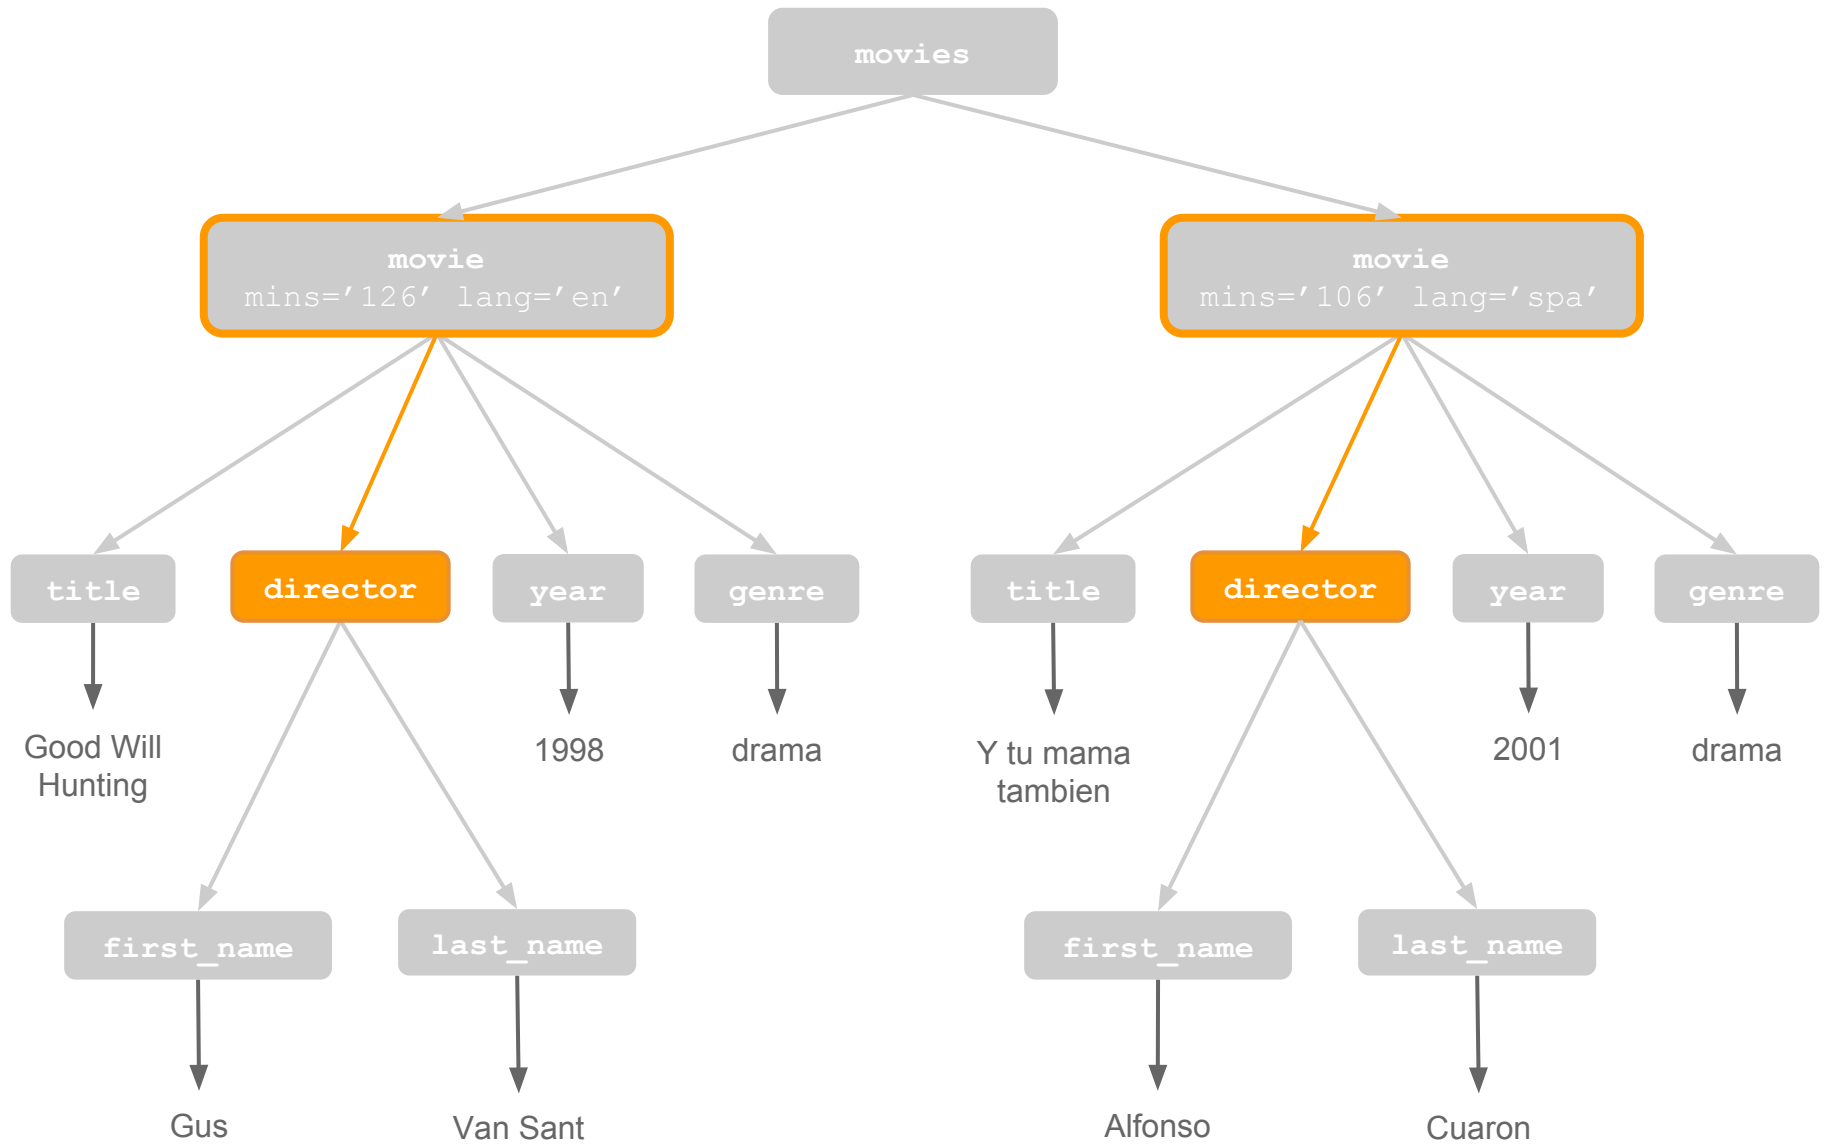 movies
movie
mins=’126’ lang=’en’
movie
mins=’106’ lang=’spa’
title
director
year
genre
title
director
year
genre
Good Will
Hunting
1998
drama
Y tu mama
tambien
2001
drama
first_name
last_name
first_name
last_name
Gus
Van Sant
Alfonso
Cuaron